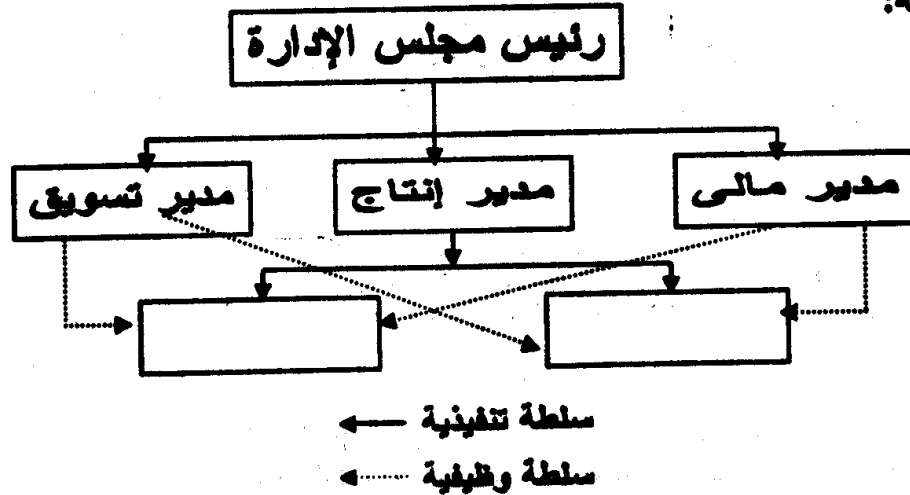 رئيس مجلس الإدارة
مدير مالى
مدير إنتاج
مدير تسويق
سلطة تنفيذية
سلطة وظيفية